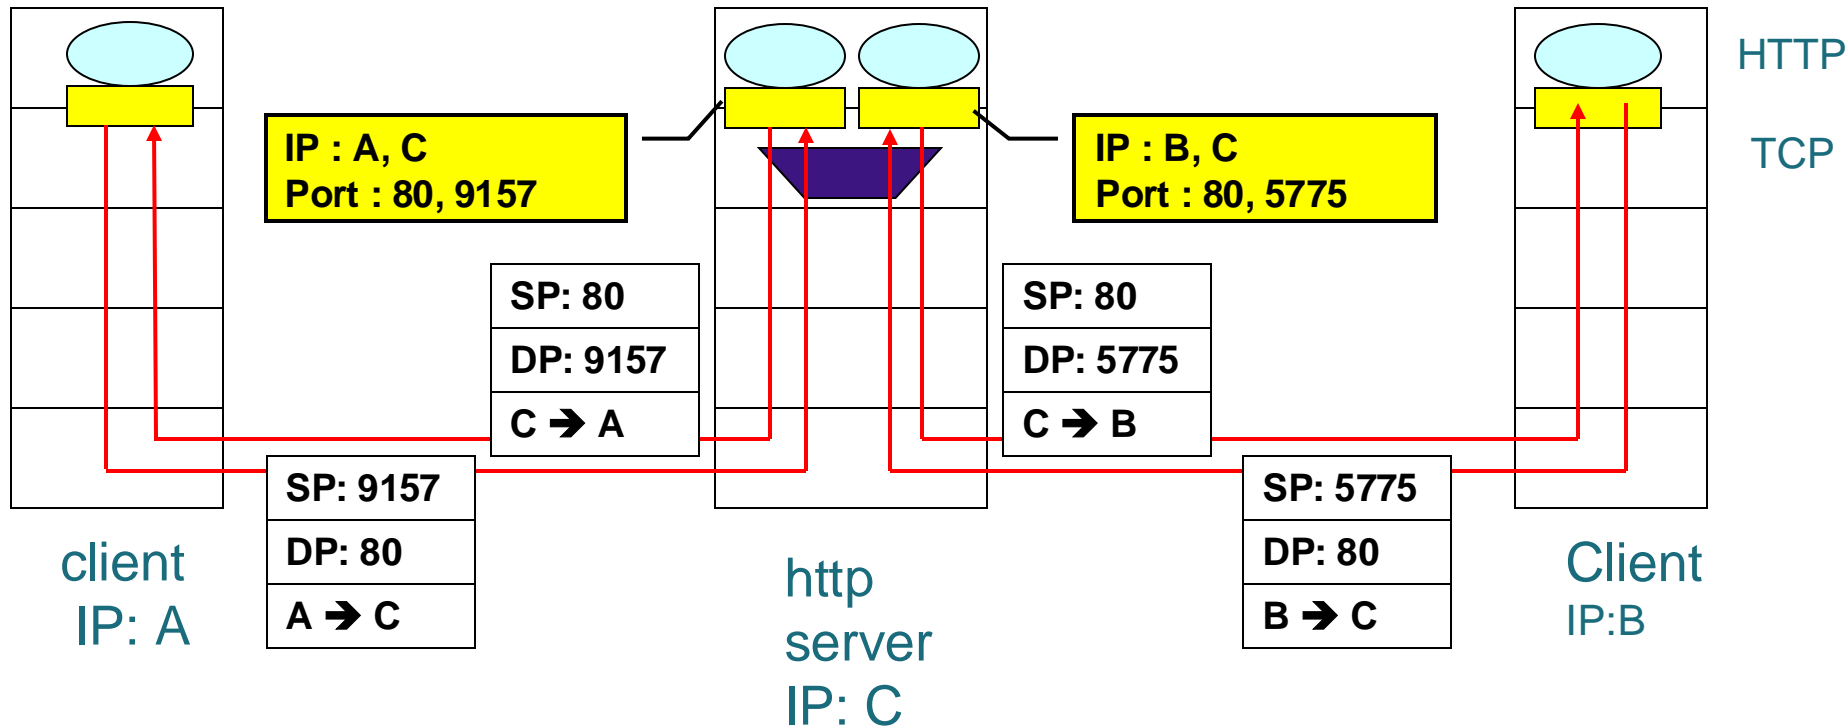 HTTP
TCP
IP : A, C
Port : 80, 9157
IP : B, C
Port : 80, 5775
SP: 80
DP: 9157
C ➔ A
SP: 80
DP: 5775
C ➔ B
SP: 9157
DP: 80
A ➔ C
SP: 5775
DP: 80
B ➔ C
client
IP: A
http
server
IP: C
Client
IP:B